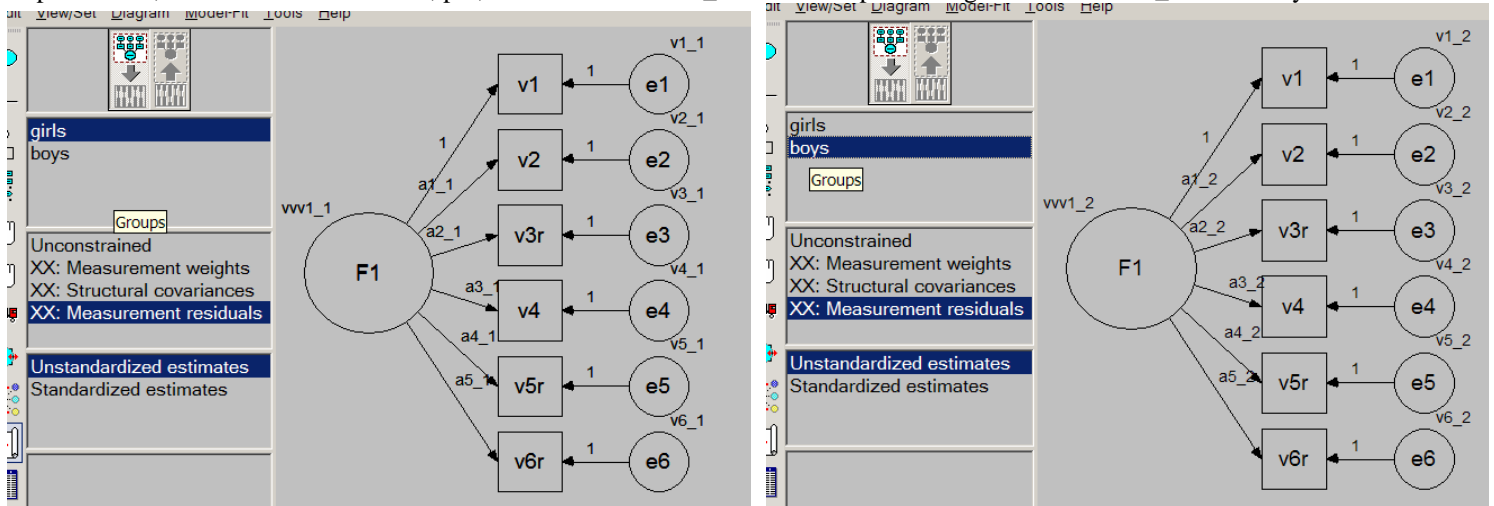 dit View/Set Diagram Model-Fit Tools Help
girls
boys
Groups
Unconstrained
XX: Measurement weights
XX: Structural covariances
XX: Measurement residuals
Unstandardized estimates
Standardized estimates
vvv1_1
F1
1
a1_1
a2_1
a3_1
a4_1
a5_1
v1_1
v1 1 e1
v2_1
v2 1 e2
v3_1
v3r 1 e3
v4_1
v4 1 e4
v5_1
v5r 1 e5
v6_1
v6r 1 e6
dit View/Set Diagram Model-Fit Tools Help
girls
boys
Groups
Unconstrained
XX: Measurement weights
XX: Structural covariances
XX: Measurement residuals
Unstandardized estimates
Standardized estimates
vvv1_2
F1
1
a1_2
a2_2
a3_2
a4_2
a5_2
v1_2
v1 1 e1
v2_2
v2 1 e2
v3_2
v3r 1 e3
v4_2
v4 1 e4
v5_2
v5r 1 e5
v6_2
v6r 1 e6